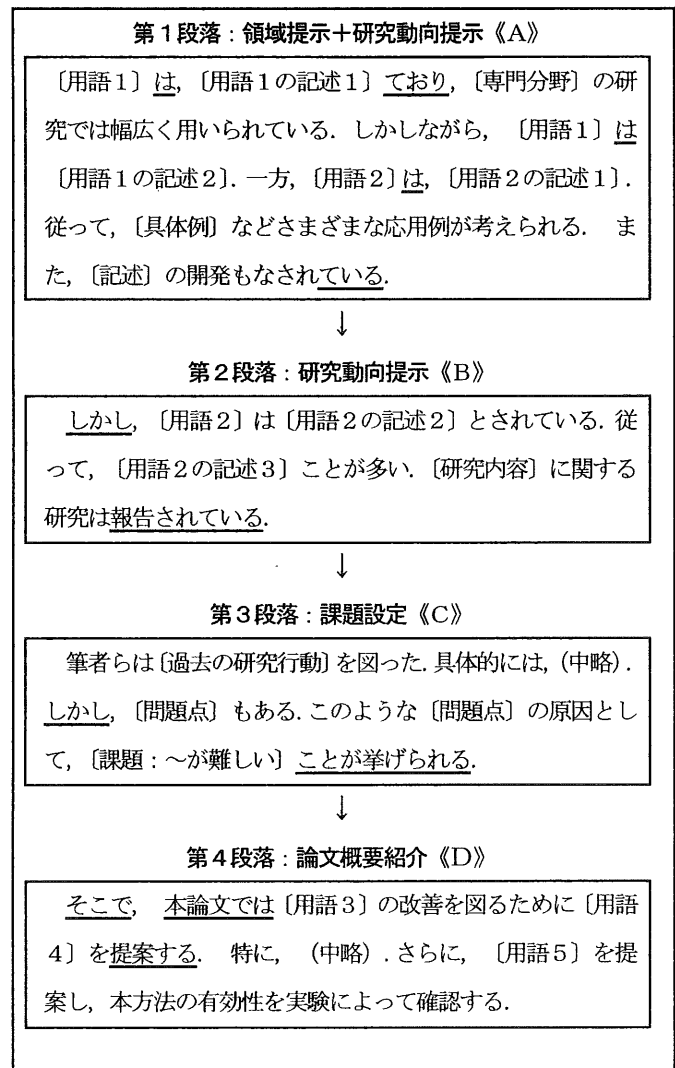 第1段落：領域提示＋研究動向提示《A》
〔用語1〕は，〔用語1の記述1〕ており，〔専門分野〕の研
究では幅広く用いられている．しかしながら，〔用語1〕は
〔用語1の記述2〕．一方，〔用語2〕は，〔用語2の記述1〕．
従って，〔具体例〕などさまざまな応用例が考えられる．　ま
た，〔記述〕の開発もなされている．
↓
第2段落：研究動向提示《B》
しかし，〔用語2〕は〔用語2の記述2〕とされている．従
って，〔用語2の記述3〕ことが多い．〔研究内容〕に関する
研究は報告されている．
↓
第3段落：課題設定《C》
筆者らは〔過去の研究行動〕を図った．具体的には，（中略）．
しかし，〔問題点〕もある．このような〔問題点〕の原因とし
て，〔課題：～が難しい〕ことが挙げられる．
↓
第4段落：論文概要紹介《D》
そこで，本論文では〔用語3〕の改善を図るために〔用語
4〕を提案する．　特に，（中略）．さらに，〔用語5〕を提
案し，本方法の有効性を実験によって確認する．